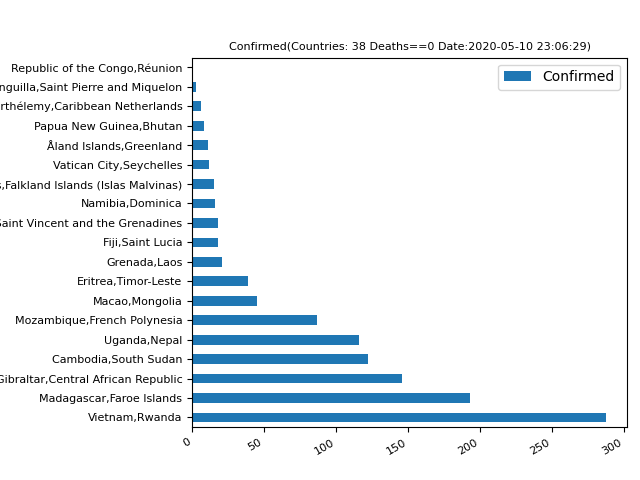 Confirmed(Countries: 38 Deaths==0 Date:2020-05-10 23:06:29)
Confirmed
Republic of the Congo,Réunion
nguilla,Saint Pierre and Miquelon
rthélemy,Caribbean Netherlands
Papua New Guinea,Bhutan
Åland Islands,Greenland
Vatican City,Seychelles
s,Falkland Islands (Islas Malvinas)
Namibia,Dominica
Saint Vincent and the Grenadines
Fiji,Saint Lucia
Grenada,Laos
Eritrea,Timor-Leste
Macao,Mongolia
Mozambique,French Polynesia
Uganda,Nepal
Cambodia,South Sudan
Gibraltar,Central African Republic
Madagascar,Faroe Islands
Vietnam,Rwanda
0 50 100 150 200 250 300